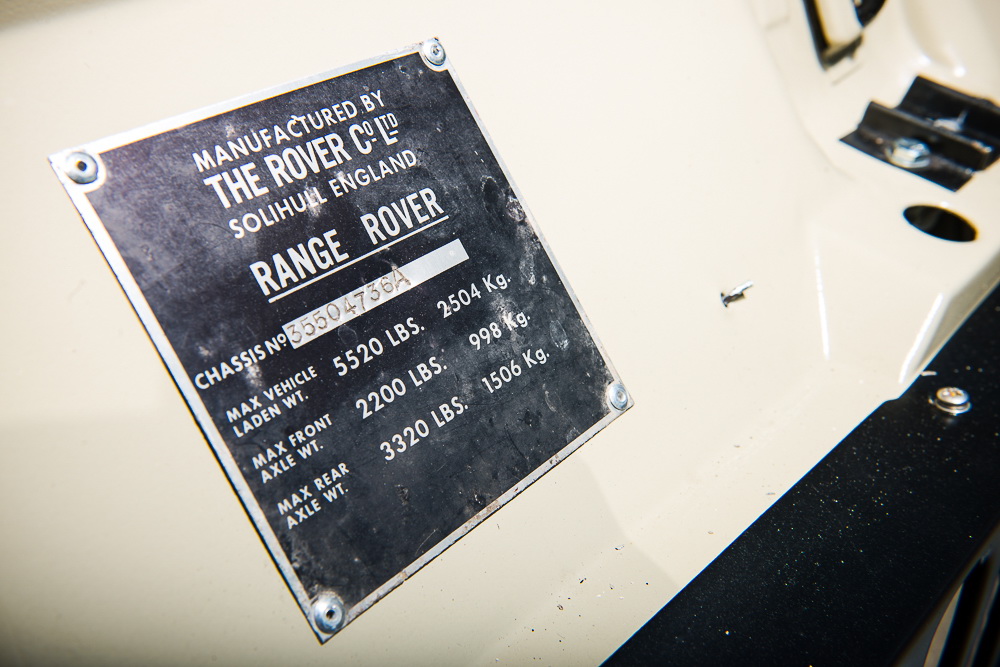 MANUFACTURED BY
THE ROVER Co LTD
SOLIHULL ENGLAND
RANGE ROVER
CHASSIS No 35504736A
MAX VEHICLE LADEN WT. 5520 LBS. 2504 Kg.
MAX FRONT AXLE WT. 2200 LBS. 998 Kg.
MAX REAR AXLE WT. 3320 LBS. 1506 Kg.